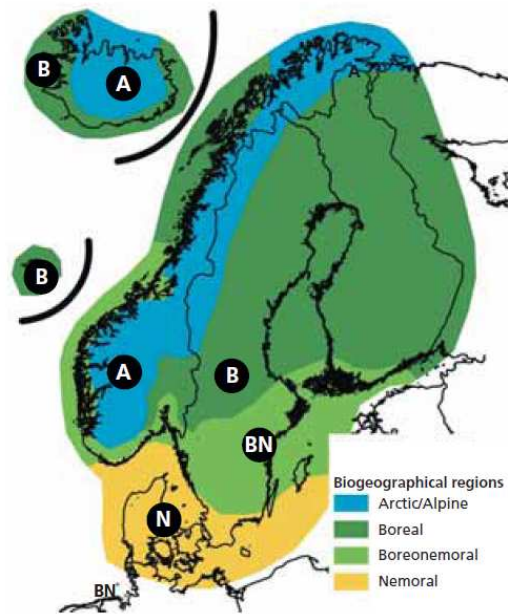 B
A
A
B
A
B
BN
N
BN
Biogeographical regions
Arctic/Alpine
Boreal
Boreonemoral
Nemoral